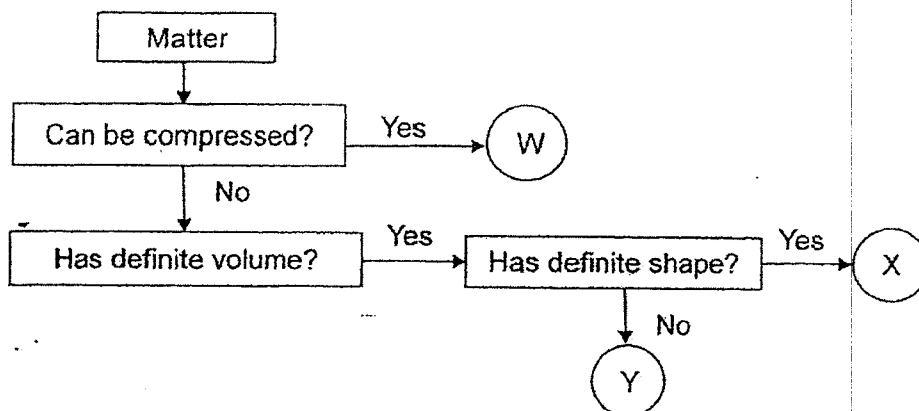 Matter
Can be compressed?
Yes
W
No
Has definite volume?
Yes
Has definite shape?
Yes
X
No
Y